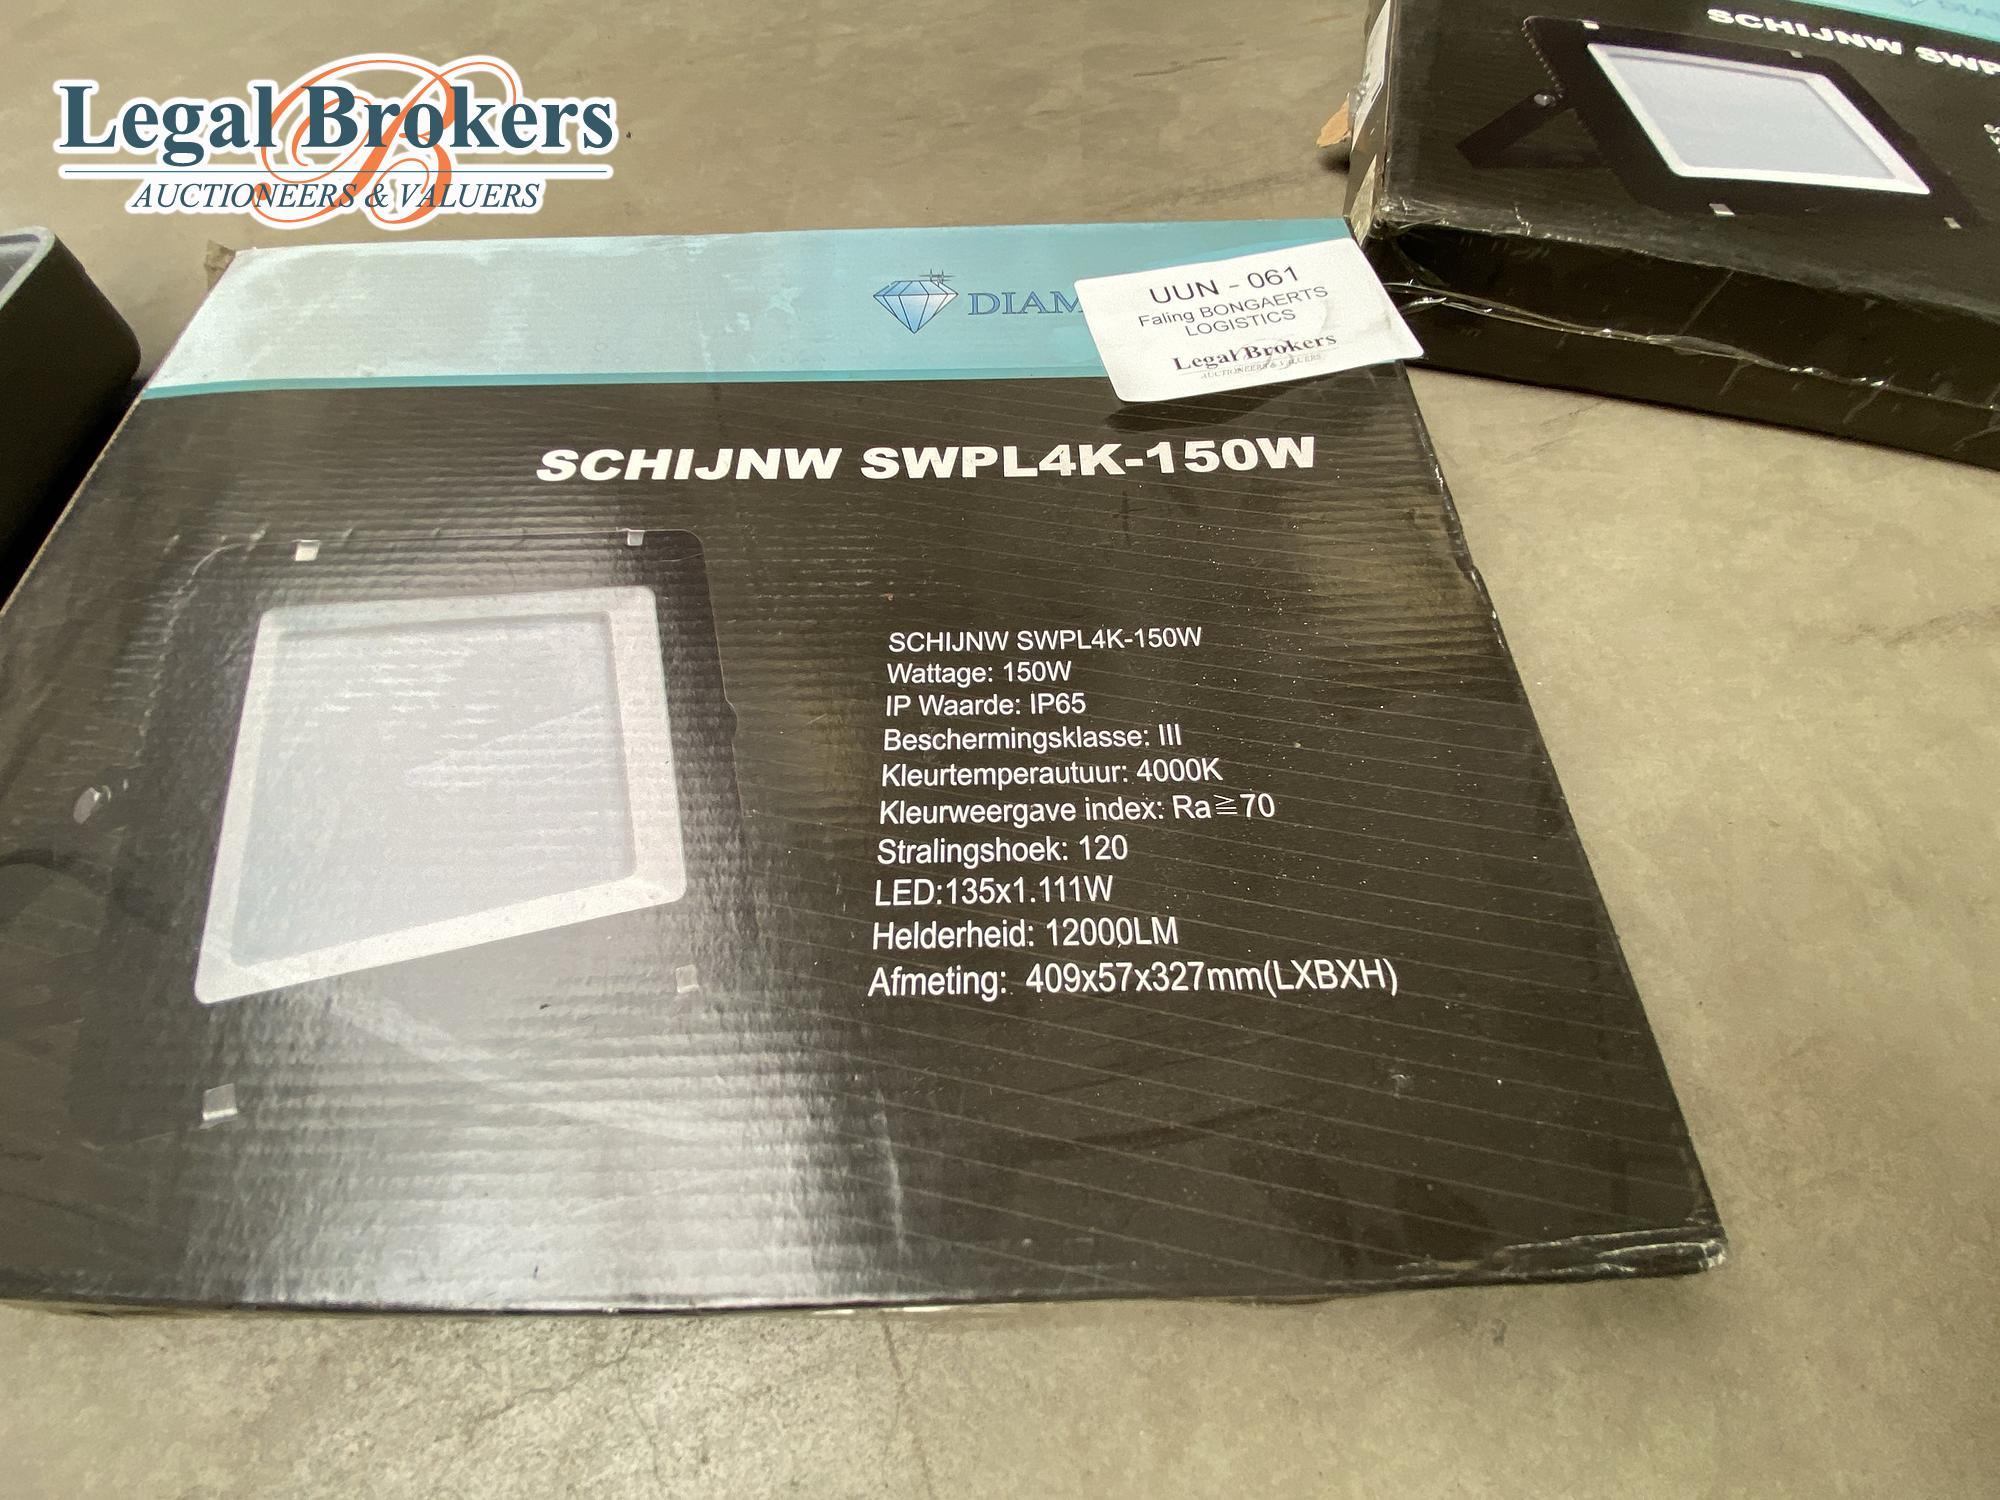 Legal Brokers
AUCTIONEERS & VALUERS
SCHIJNW
UUN - 061
Faling BONGAERTS
LOGISTICS
Legal Brokers
AUCTIONEERS & VALUERS
SCHIJNW SWPL4K-150W
SCHIJNW SWPL4K-150W
Wattage: 150W
IP Waarde: IP65
Beschermingsklasse: III
Kleurtemperautuur: 4000K
Kleurweergave index: Ra≧70
Stralingshoek: 120
LED:135x1.111W
Helderheid: 12000LM
Afmeting: 409x57x327mm(LXBXH)